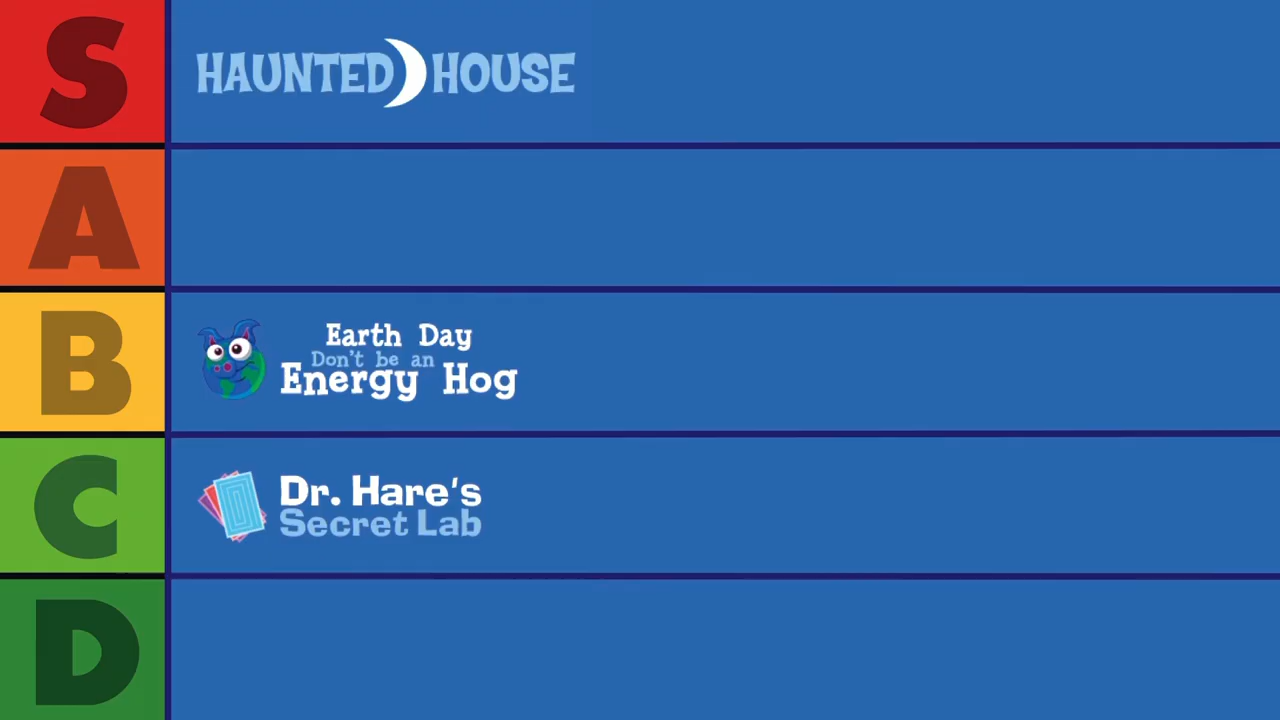 S
HAUNTED HOUSE
A
B
Earth Day
Don't be an
Energy Hog
C
Dr. Hare's
Secret Lab
D